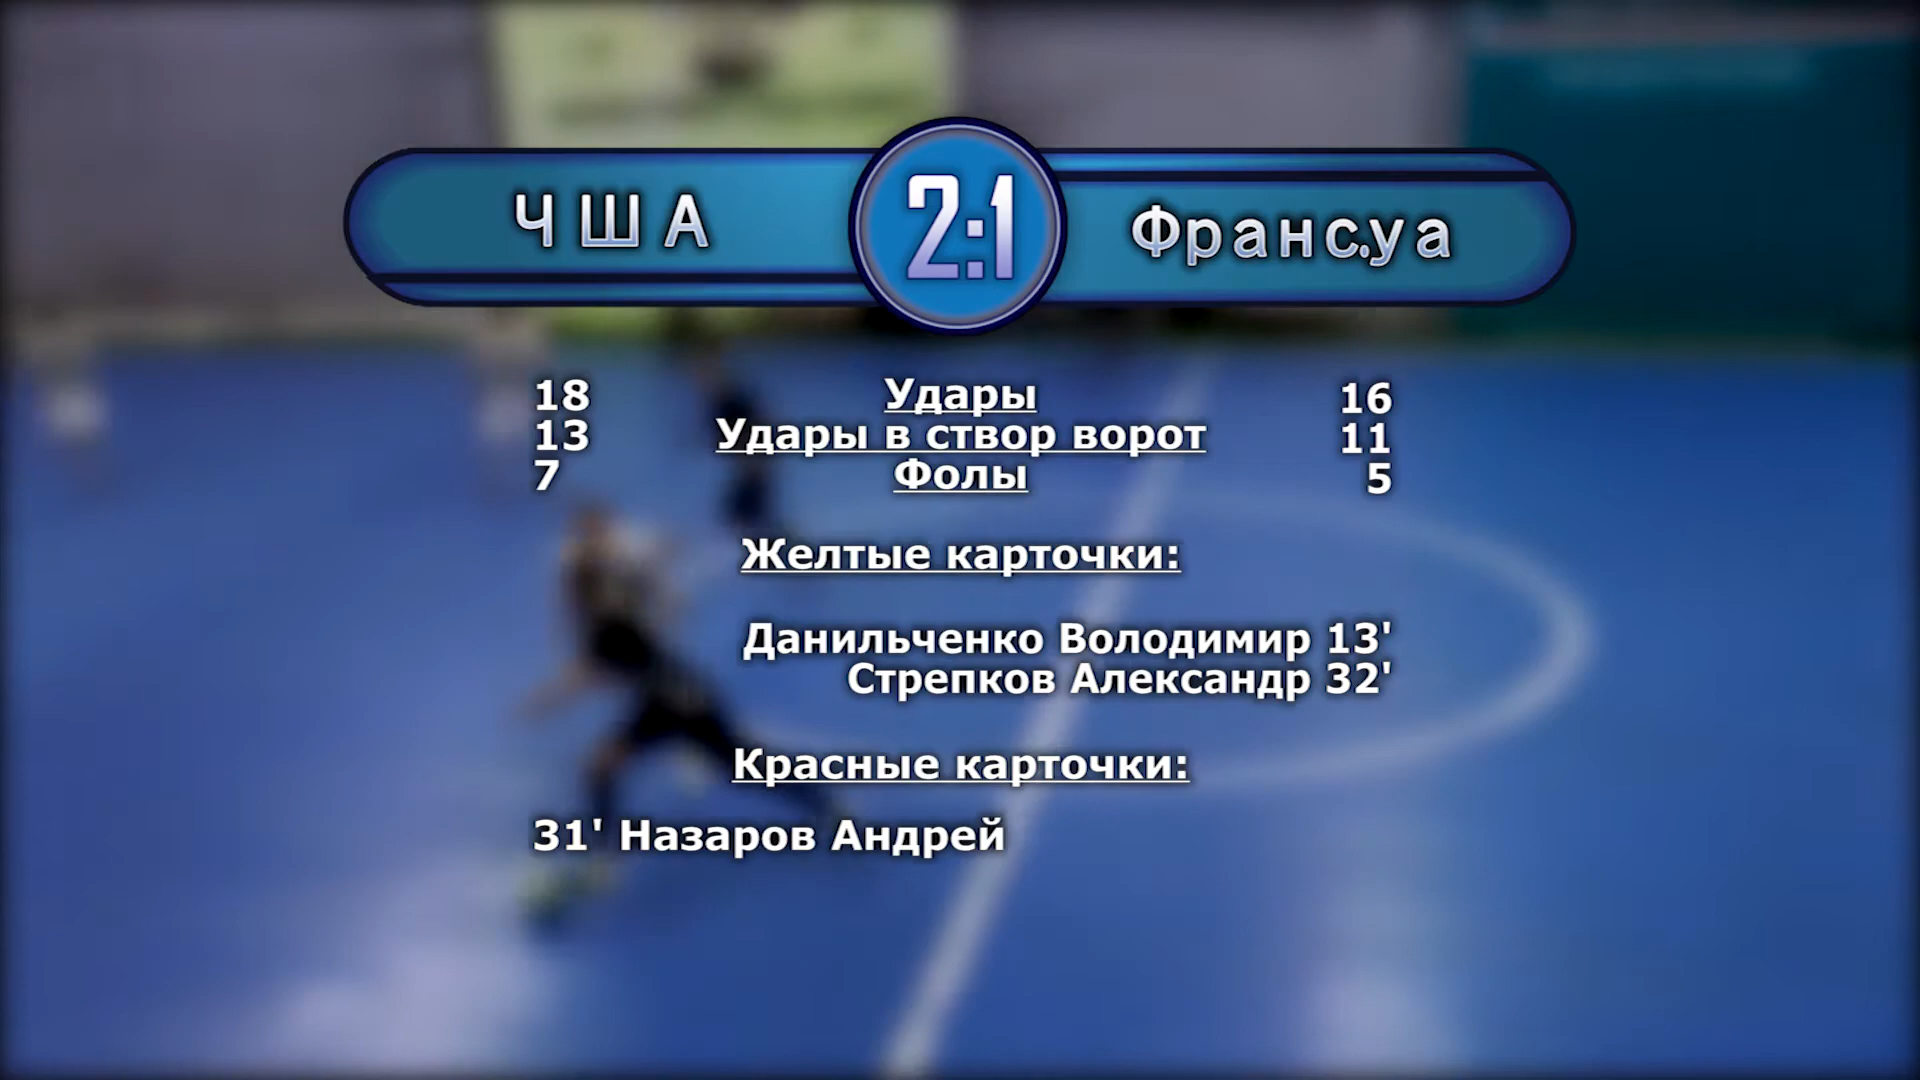 ЧША 2:1 Франс.уа
18 Удары 16
13 Удары в створ ворот 11
7 Фолы 5
Желтые карточки:
Данильченко Володимир 13'
Стрепков Александр 32'
Красные карточки:
31' Назаров Андрей